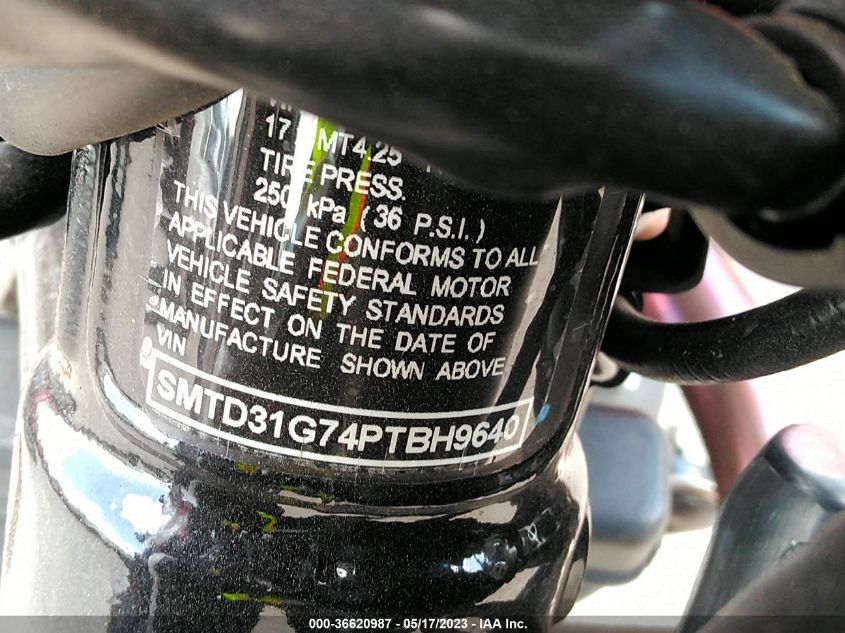 17 MT4.25
TIRE PRESS.
250 kPa ( 36 P.S.I.)
THIS VEHICLE CONFORMS TO ALL
APPLICABLE FEDERAL MOTOR
VEHICLE SAFETY STANDARDS
IN EFFECT ON THE DATE OF
MANUFACTURE SHOWN ABOVE
VIN
SMTD31G74PTBH9640
000-36620987 - 05/17/2023 - IAA Inc.